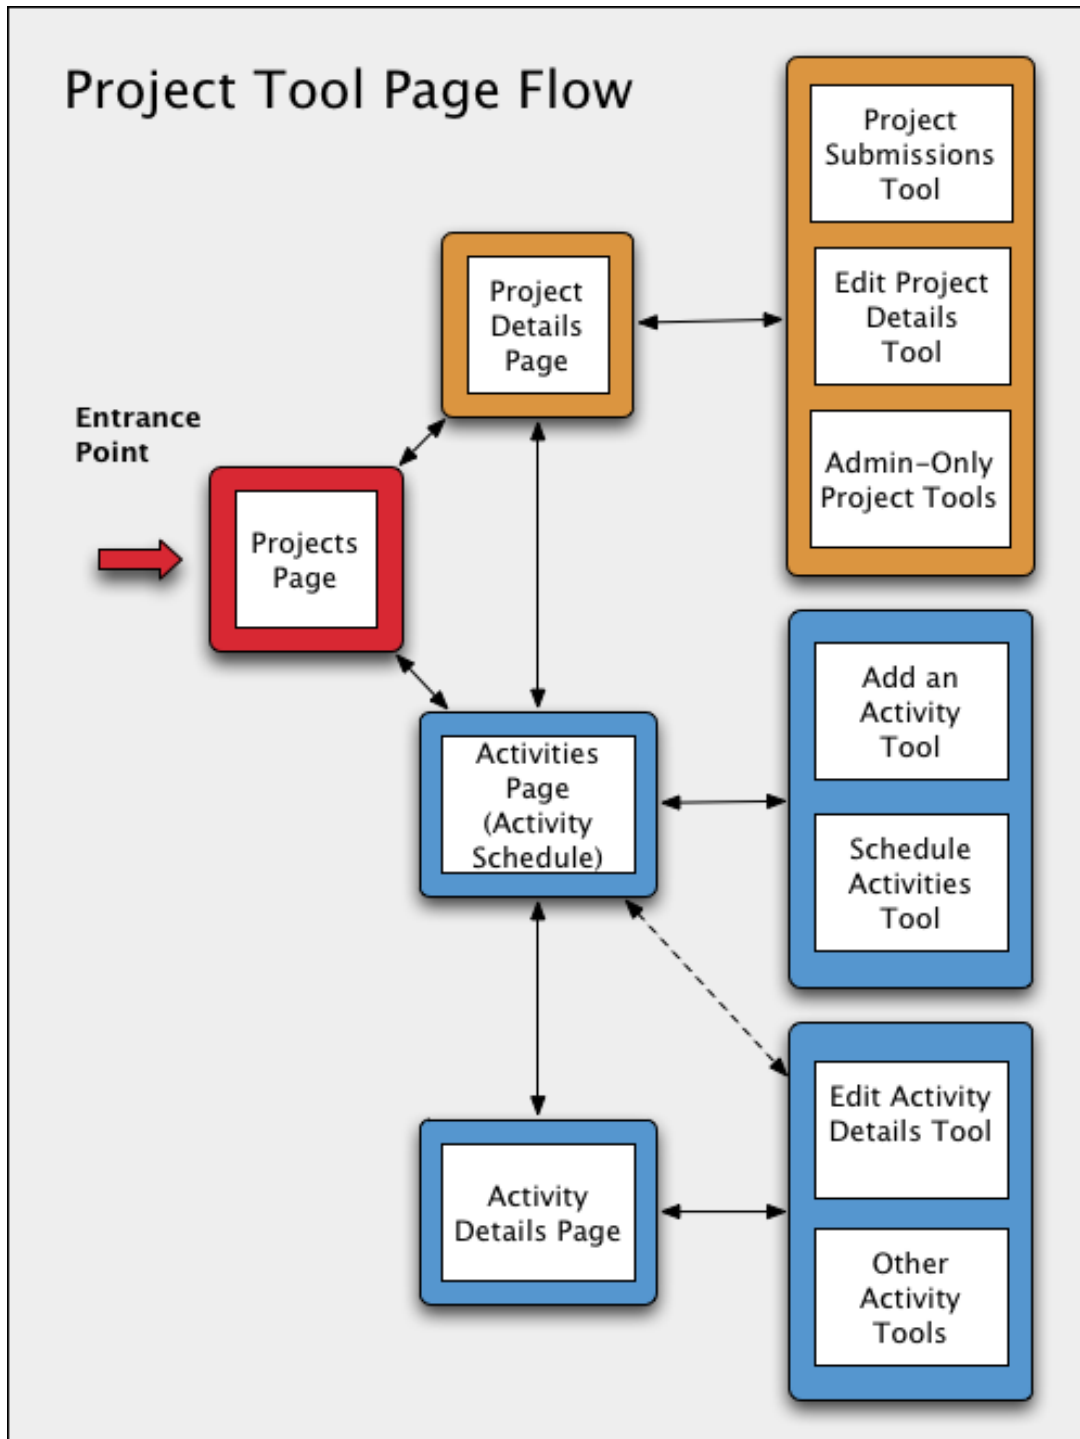 Project Tool Page Flow
Project
Submissions
Tool
Edit Project
Details
Tool
Admin-Only
Project Tools
Project
Details
Page
Entrance
Point
Projects
Page
Activities
Page
(Activity
Schedule)
Add an
Activity
Tool
Schedule
Activities
Tool
Edit Activity
Details Tool
Other
Activity
Tools
Activity
Details Page